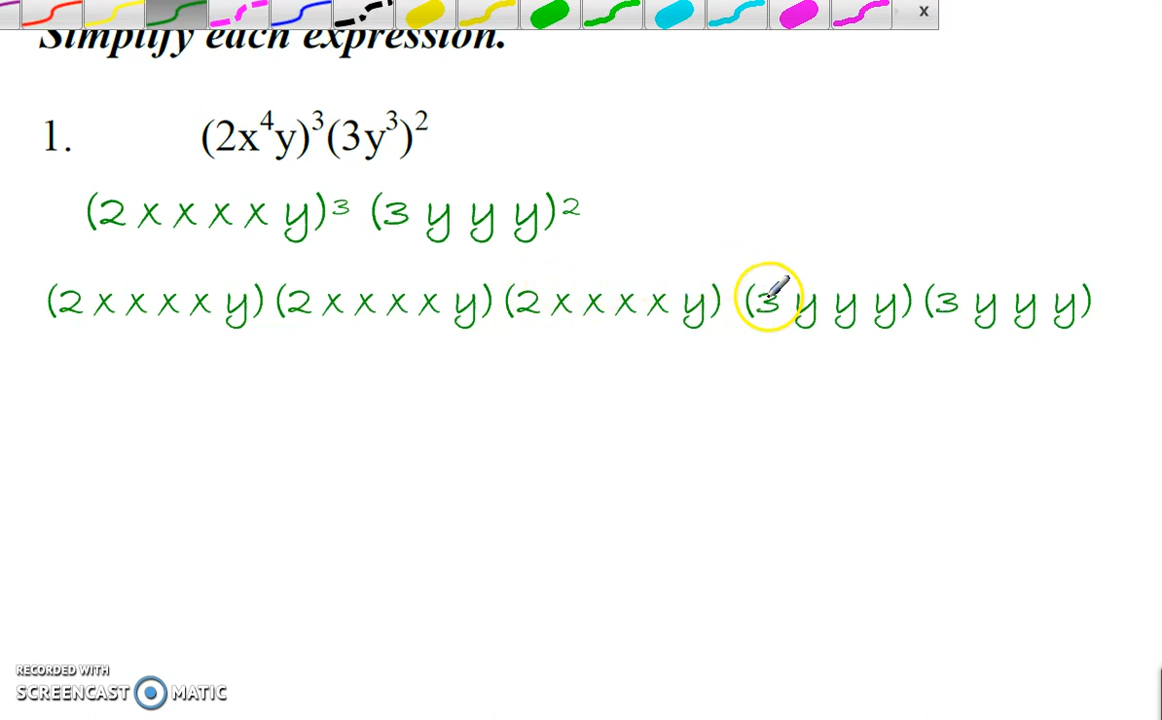 x
Simplify each expression.
1. (2x⁴y)³(3y³)²
(2 x x x x y)³ (3 y y y)²
(2 x x x x y) (2 x x x x y) (2 x x x x y) (3 y y y) (3 y y y)
RECORDED WITH
SCREENCAST MATIC